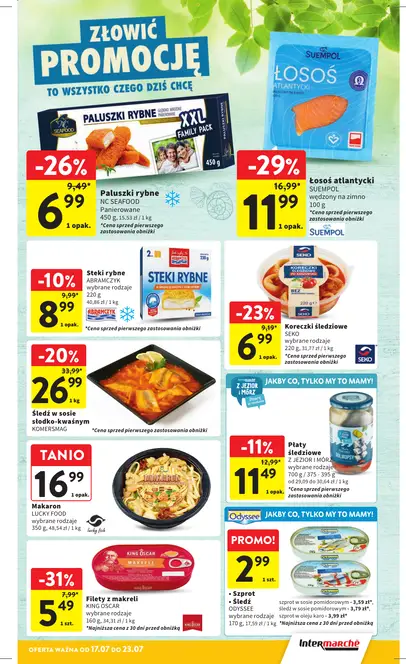 ZŁOWIĆ
PROMOCJĘ
TO WSZYSTKO CZEGO DZIŚ CHCĘ
SUEMPOL
ŁOSOŚ
ATLANTYCKI
SEAFOOD
PALUSZKI RYBNE
XXL
FAMILY PACK
450 g
-26%
9,49*
6 99
1 opak.
Paluszki rybne
NC SEAFOOD
Panierowane
450 g, 15,53 zł / 1 kg
*Cena sprzed pierwszego
zastosowania obniżki
-29%
16,99*
11 99
1 opak.
Łosoś atlantycki
SUEMPOL
wędzony na zimno
100 g
*Cena sprzed pierwszego
zastosowania obniżki
SUEMPOL
-10%
9,99*
8 99
1 opak.
Steki rybne
ABRAMCZYK
wybrane rodzaje
220 g
40,86 zł / 1 kg
ABRAMCZYK
STEKI RYBNE
*Cena sprzed pierwszego zastosowania obniżki
SEKO
KORECZKI
220 g
-23%
9,19*
6 99
1 opak.
Koreczki śledziowe
SEKO
wybrane rodzaje
220 g, 31,77 zł / 1 kg
*Cena sprzed pierwszego
zastosowania obniżki
SEKO
-20%
33,99*
26 99
1 kg
Śledź w sosie
słodko-kwaśnym
KOMERSMAG
*Cena sprzed pierwszego zastosowania obniżki
Z JEZIOR I MÓRZ
JAKBY CO, TYLKO MY TO MAMY!
-11%
12,99*
11 49
1 opak.
Płaty
śledziowe
Z JEZIOR I MÓRZ
wybrane rodzaje
700 g / 375 - 395 g
od 29,09 do 30,64 zł / 1 kg
*Cena sprzed pierwszego
zastosowania obniżki
TANIO
16 99
1 opak.
Makaron
LUCKY FOOD
wybrane rodzaje
350 g, 48,54 zł / 1 kg
lucky fish
Odyssee
JAKBY CO, TYLKO MY TO MAMY!
PROMO!
2 99
1 opak.
• Szprot
• Śledź
ODYSSEE
wybrane rodzaje
170 g, 17,59 zł / 1 kg
szprot w sosie pomidorowym - 3,59 zł*,
śledź w sosie pomidorowym - 3,79 zł*,
szprot w oleju karo - 3,99 zł*
*Najniższa cena z 30 dni przed obniżką
-31%
7,99*
5 49
1 opak.
KING OSCAR
MAKRELI
Filety z makreli
KING OSCAR
wybrane rodzaje
160 g, 34,31 zł / 1 kg
*Najniższa cena z 30 dni przed obniżką
OFERTA WAŻNA OD 17.07 DO 23.07
Intermarché